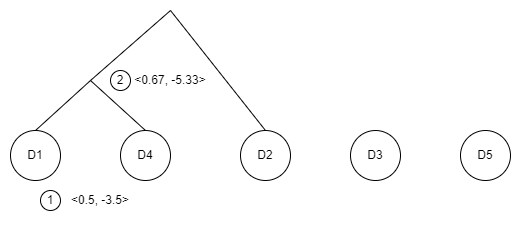 2 <0.67, -5.33>
D1 D4 D2 D3 D5
1 <0.5, -3.5>